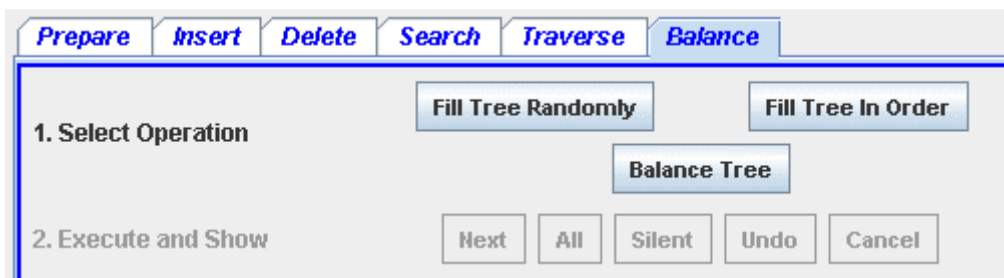 Prepare Insert Delete Search Traverse Balance
Fill Tree Randomly Fill Tree In Order
1. Select Operation
Balance Tree
2. Execute and Show Next All Silent Undo Cancel